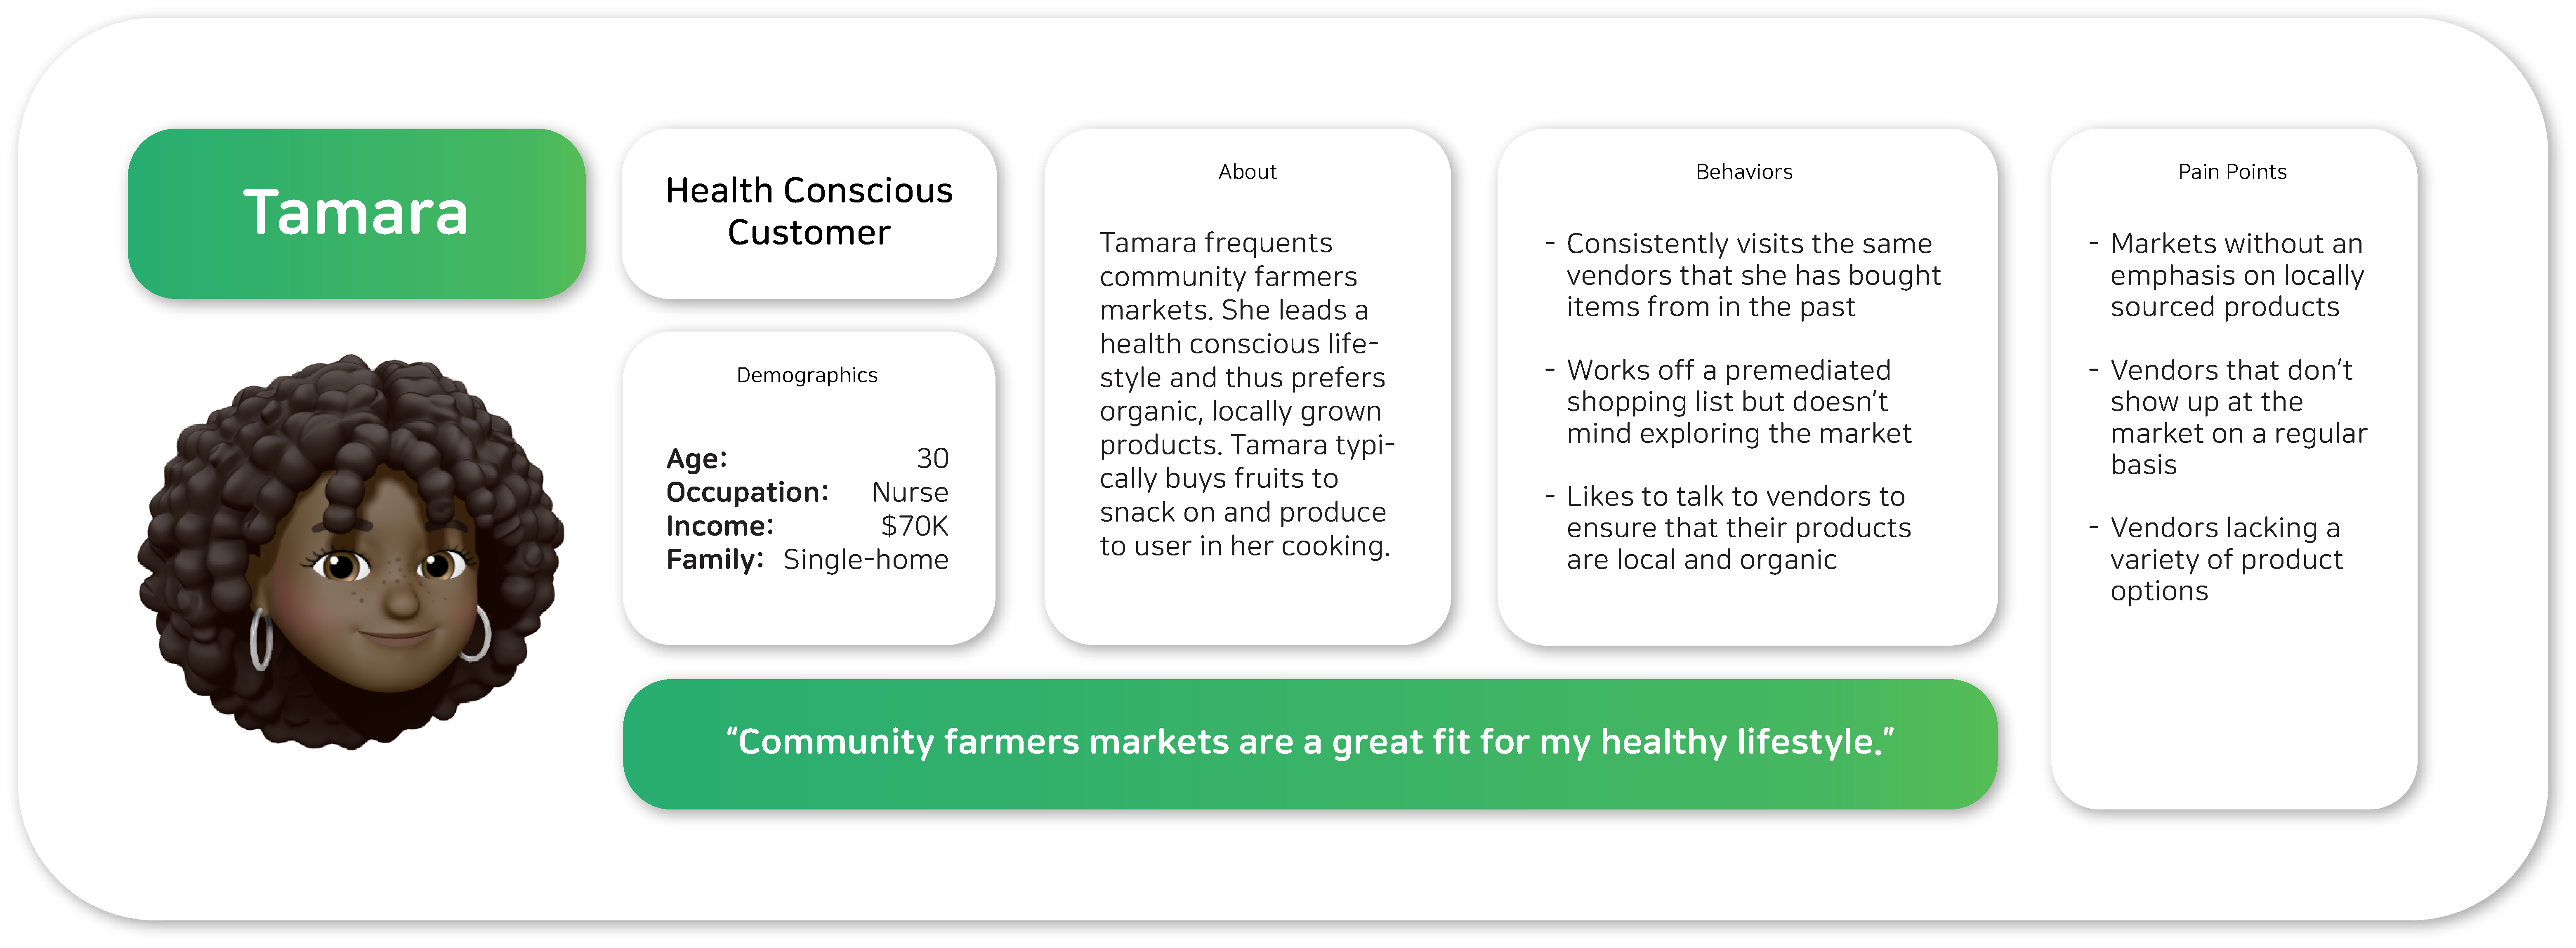 Tamara
Health Conscious
Customer
Demographics
Age: 30
Occupation: Nurse
Income: $70K
Family: Single-home
About
Tamara frequents
community farmers
markets. She leads a
health conscious life-
style and thus prefers
organic, locally grown
products. Tamara typi-
cally buys fruits to
snack on and produce
to user in her cooking.
Behaviors
- Consistently visits the same
vendors that she has bought
items from in the past
- Works off a premediated
shopping list but doesn't
mind exploring the market
- Likes to talk to vendors to
ensure that their products
are local and organic
Pain Points
- Markets without an
emphasis on locally
sourced products
- Vendors that don't
show up at the
market on a regular
basis
- Vendors lacking a
variety of product
options
“Community farmers markets are a great fit for my healthy lifestyle.”